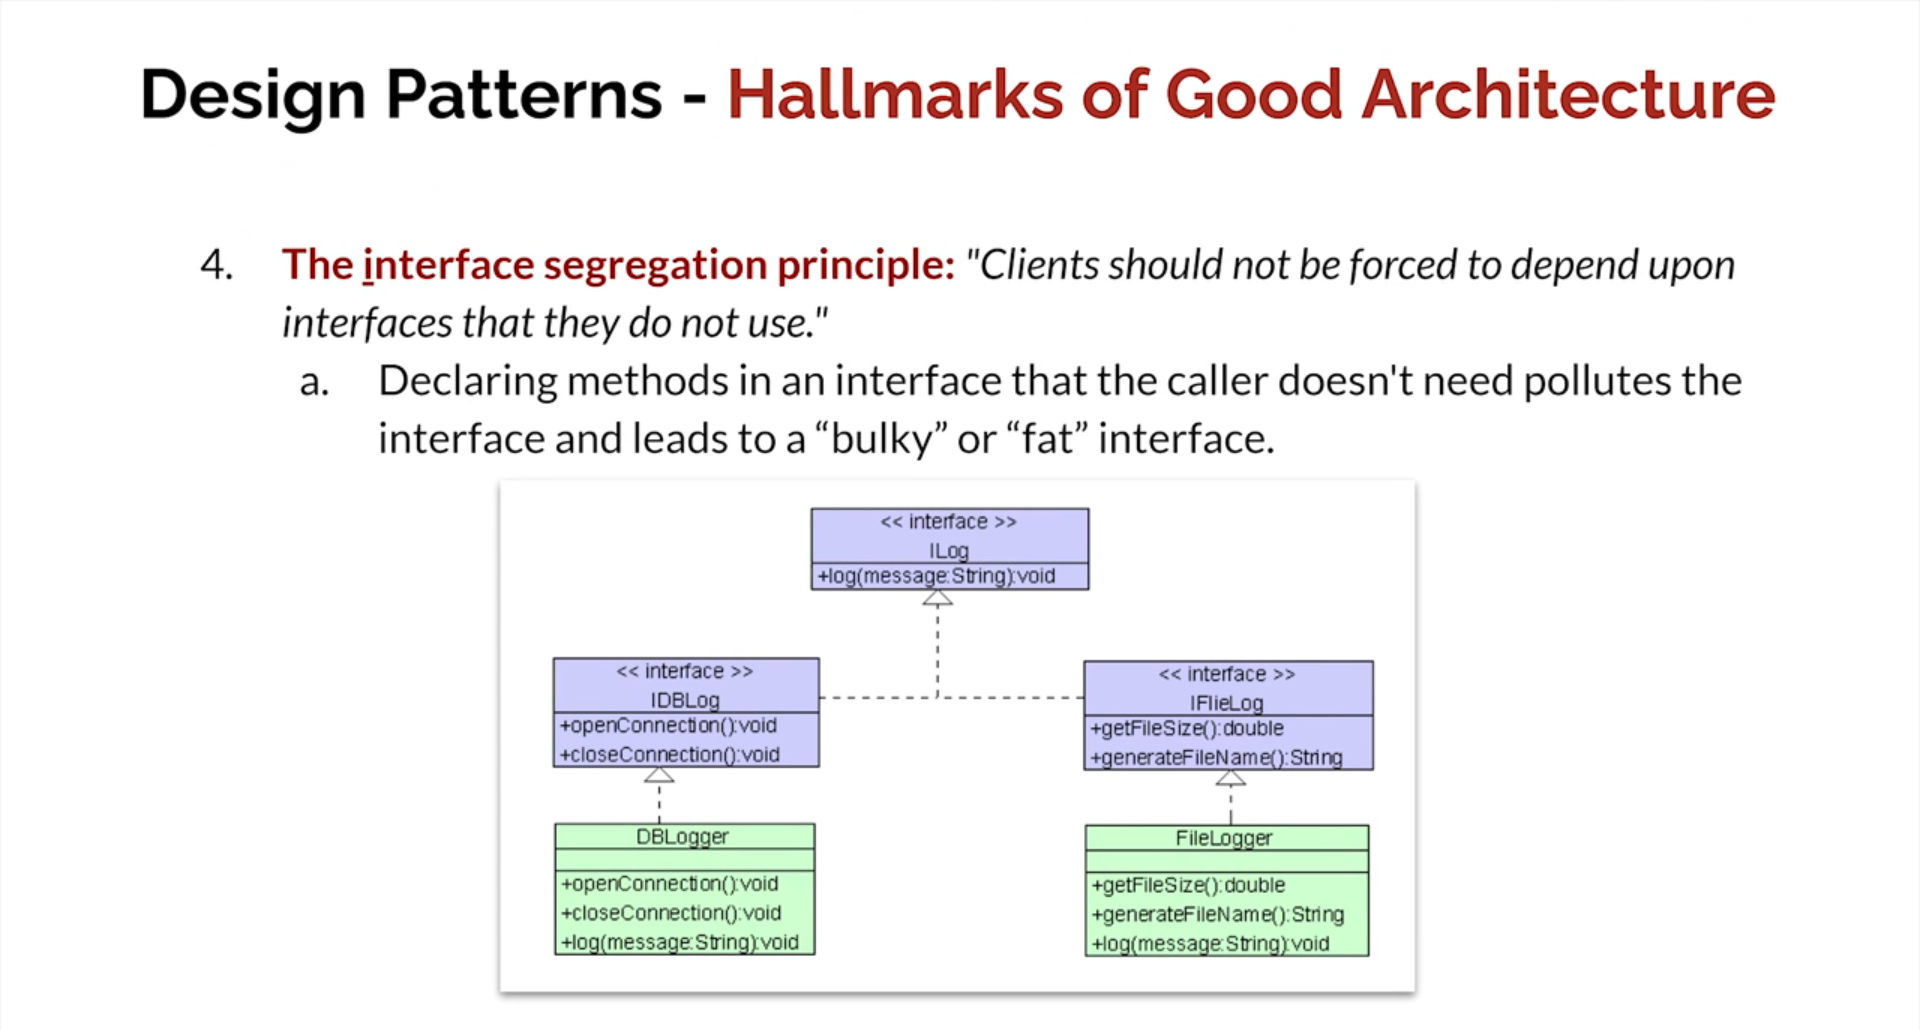 Design Patterns - Hallmarks of Good Architecture
4. The interface segregation principle: "Clients should not be forced to depend upon
interfaces that they do not use."
a. Declaring methods in an interface that the caller doesn't need pollutes the
interface and leads to a “bulky” or “fat” interface.
<< interface >>
ILog
+log(message:String):void
<< interface >>
IDBLog
+openConnection():void
+closeConnection():void
<< interface >>
IFlieLog
+getFileSize():double
+generateFileName():String
DBLogger
+openConnection():void
+closeConnection():void
+log(message:String):void
FileLogger
+getFileSize():double
+generateFileName():String
+log(message:String):void